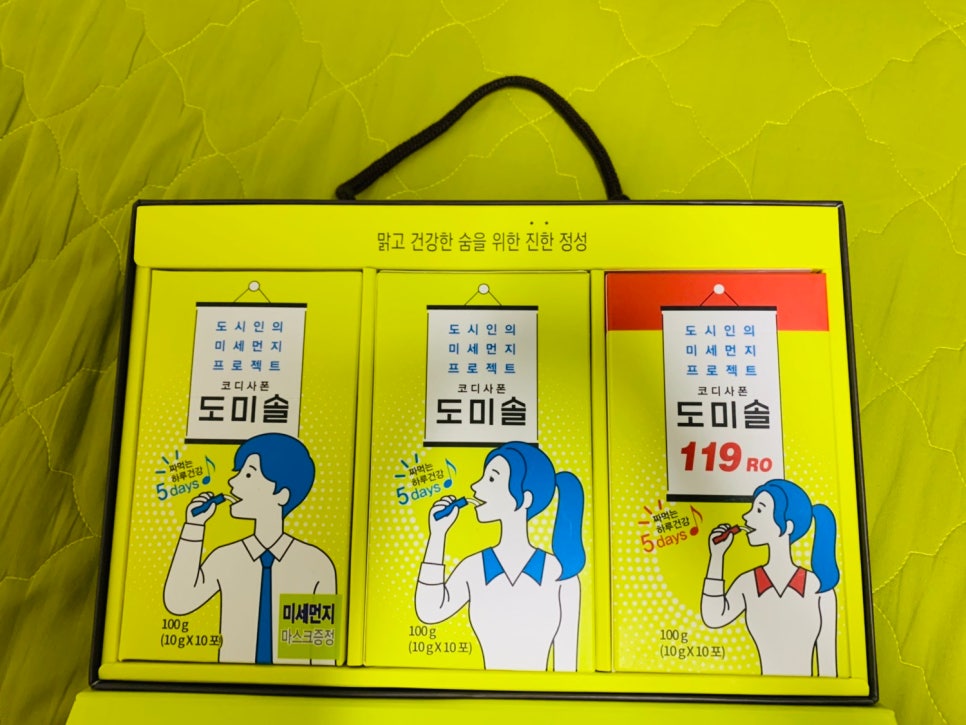 맑고 건강한 숨을 위한 진한 정성
도시인의
미세먼지
프로젝트
코디사폰
도미솔
짜먹는
하루건강
5 days
100g
(10g X 10포)
미세먼지
마스크증정
도시인의
미세먼지
프로젝트
코디사폰
도미솔
짜먹는
하루건강
5 days
100g
(10g X 10포)
도시인의
미세먼지
프로젝트
코디사폰
도미솔
119 RO
짜먹는
하루건강
5 days
100g
(10g X 10포)